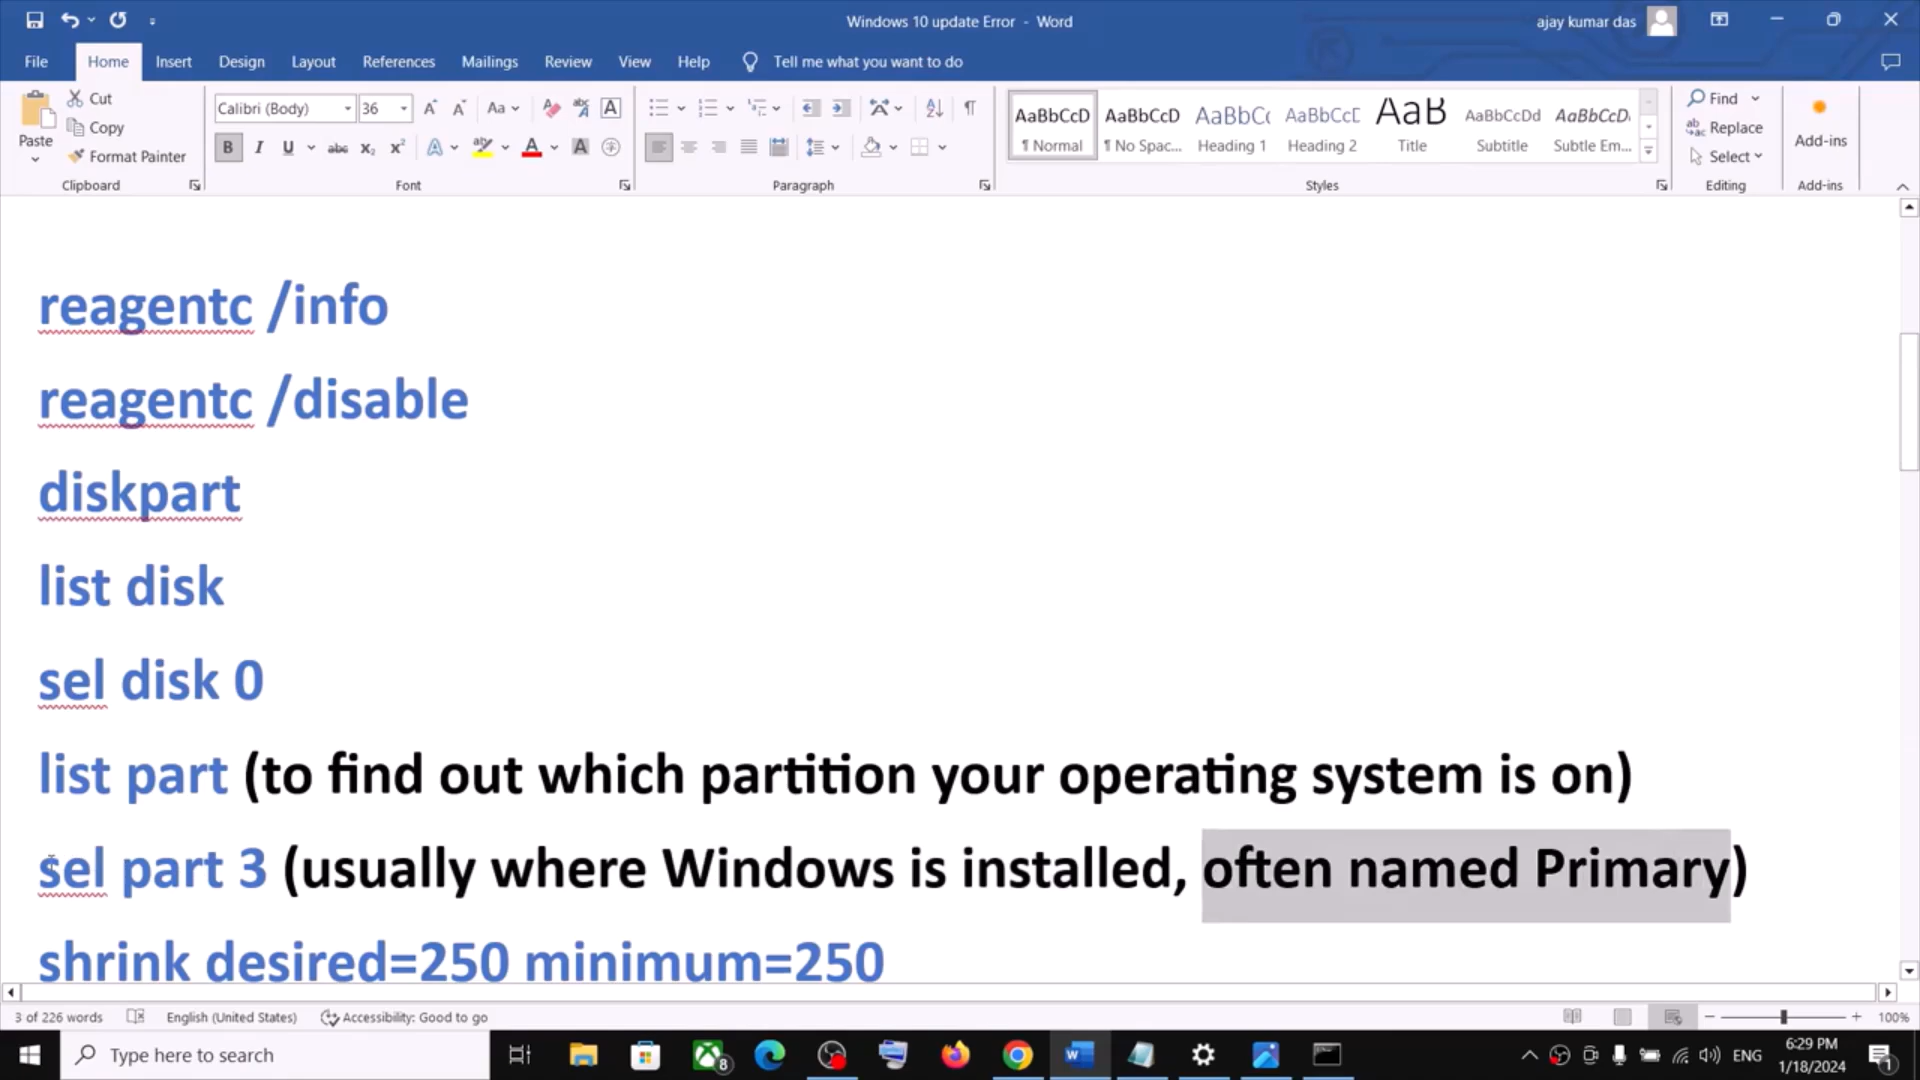 Windows 10 update Error - Word
ajay kumar das
File Home Insert Design Layout References Mailings Review View Help Tell me what you want to do
Paste
Cut
Copy
Format Painter
Clipboard
Calibri (Body) 36
Font
Paragraph
AaBbCcD AaBbCcD AaBbCc AaBbCcD AaB AaBbCcDd AaBbCcD
¶ Normal ¶ No Spac... Heading 1 Heading 2 Title Subtitle Subtle Em...
Styles
Find
Replace
Select
Editing
Add-ins
Add-ins
reagentc /info
reagentc /disable
diskpart
list disk
sel disk 0
list part (to find out which partition your operating system is on)
sel part 3 (usually where Windows is installed, often named Primary)
shrink desired=250 minimum=250
3 of 226 words English (United States) Accessibility: Good to go 100%
Type here to search
8
ENG
6:29 PM
1/18/2024
1